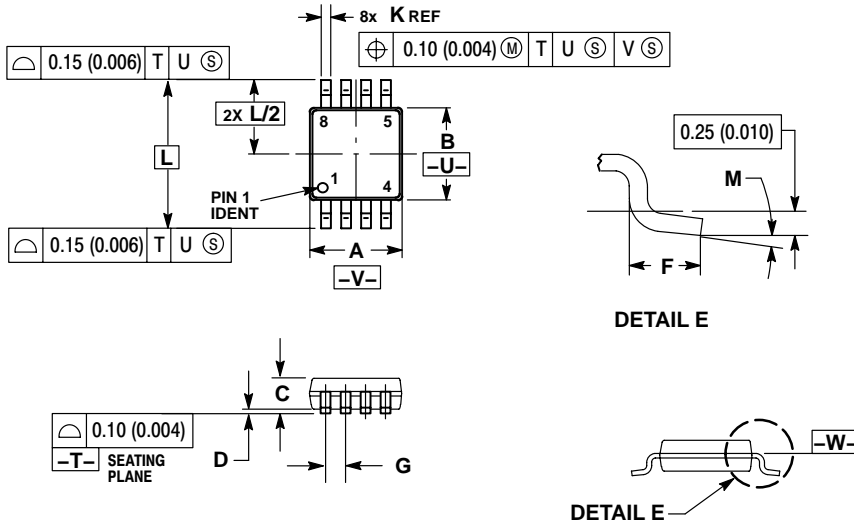 8x K REF
⌖ 0.10 (0.004) Ⓜ T U Ⓢ V Ⓢ
⌓ 0.15 (0.006) T U Ⓢ
2X L/2
L
8 5
B
–U–
1
4
PIN 1
IDENT
⌓ 0.15 (0.006) T U Ⓢ
A
–V–
0.25 (0.010)
M
F
DETAIL E
C
⌓ 0.10 (0.004)
–T– SEATING
PLANE
D
G
–W–
DETAIL E